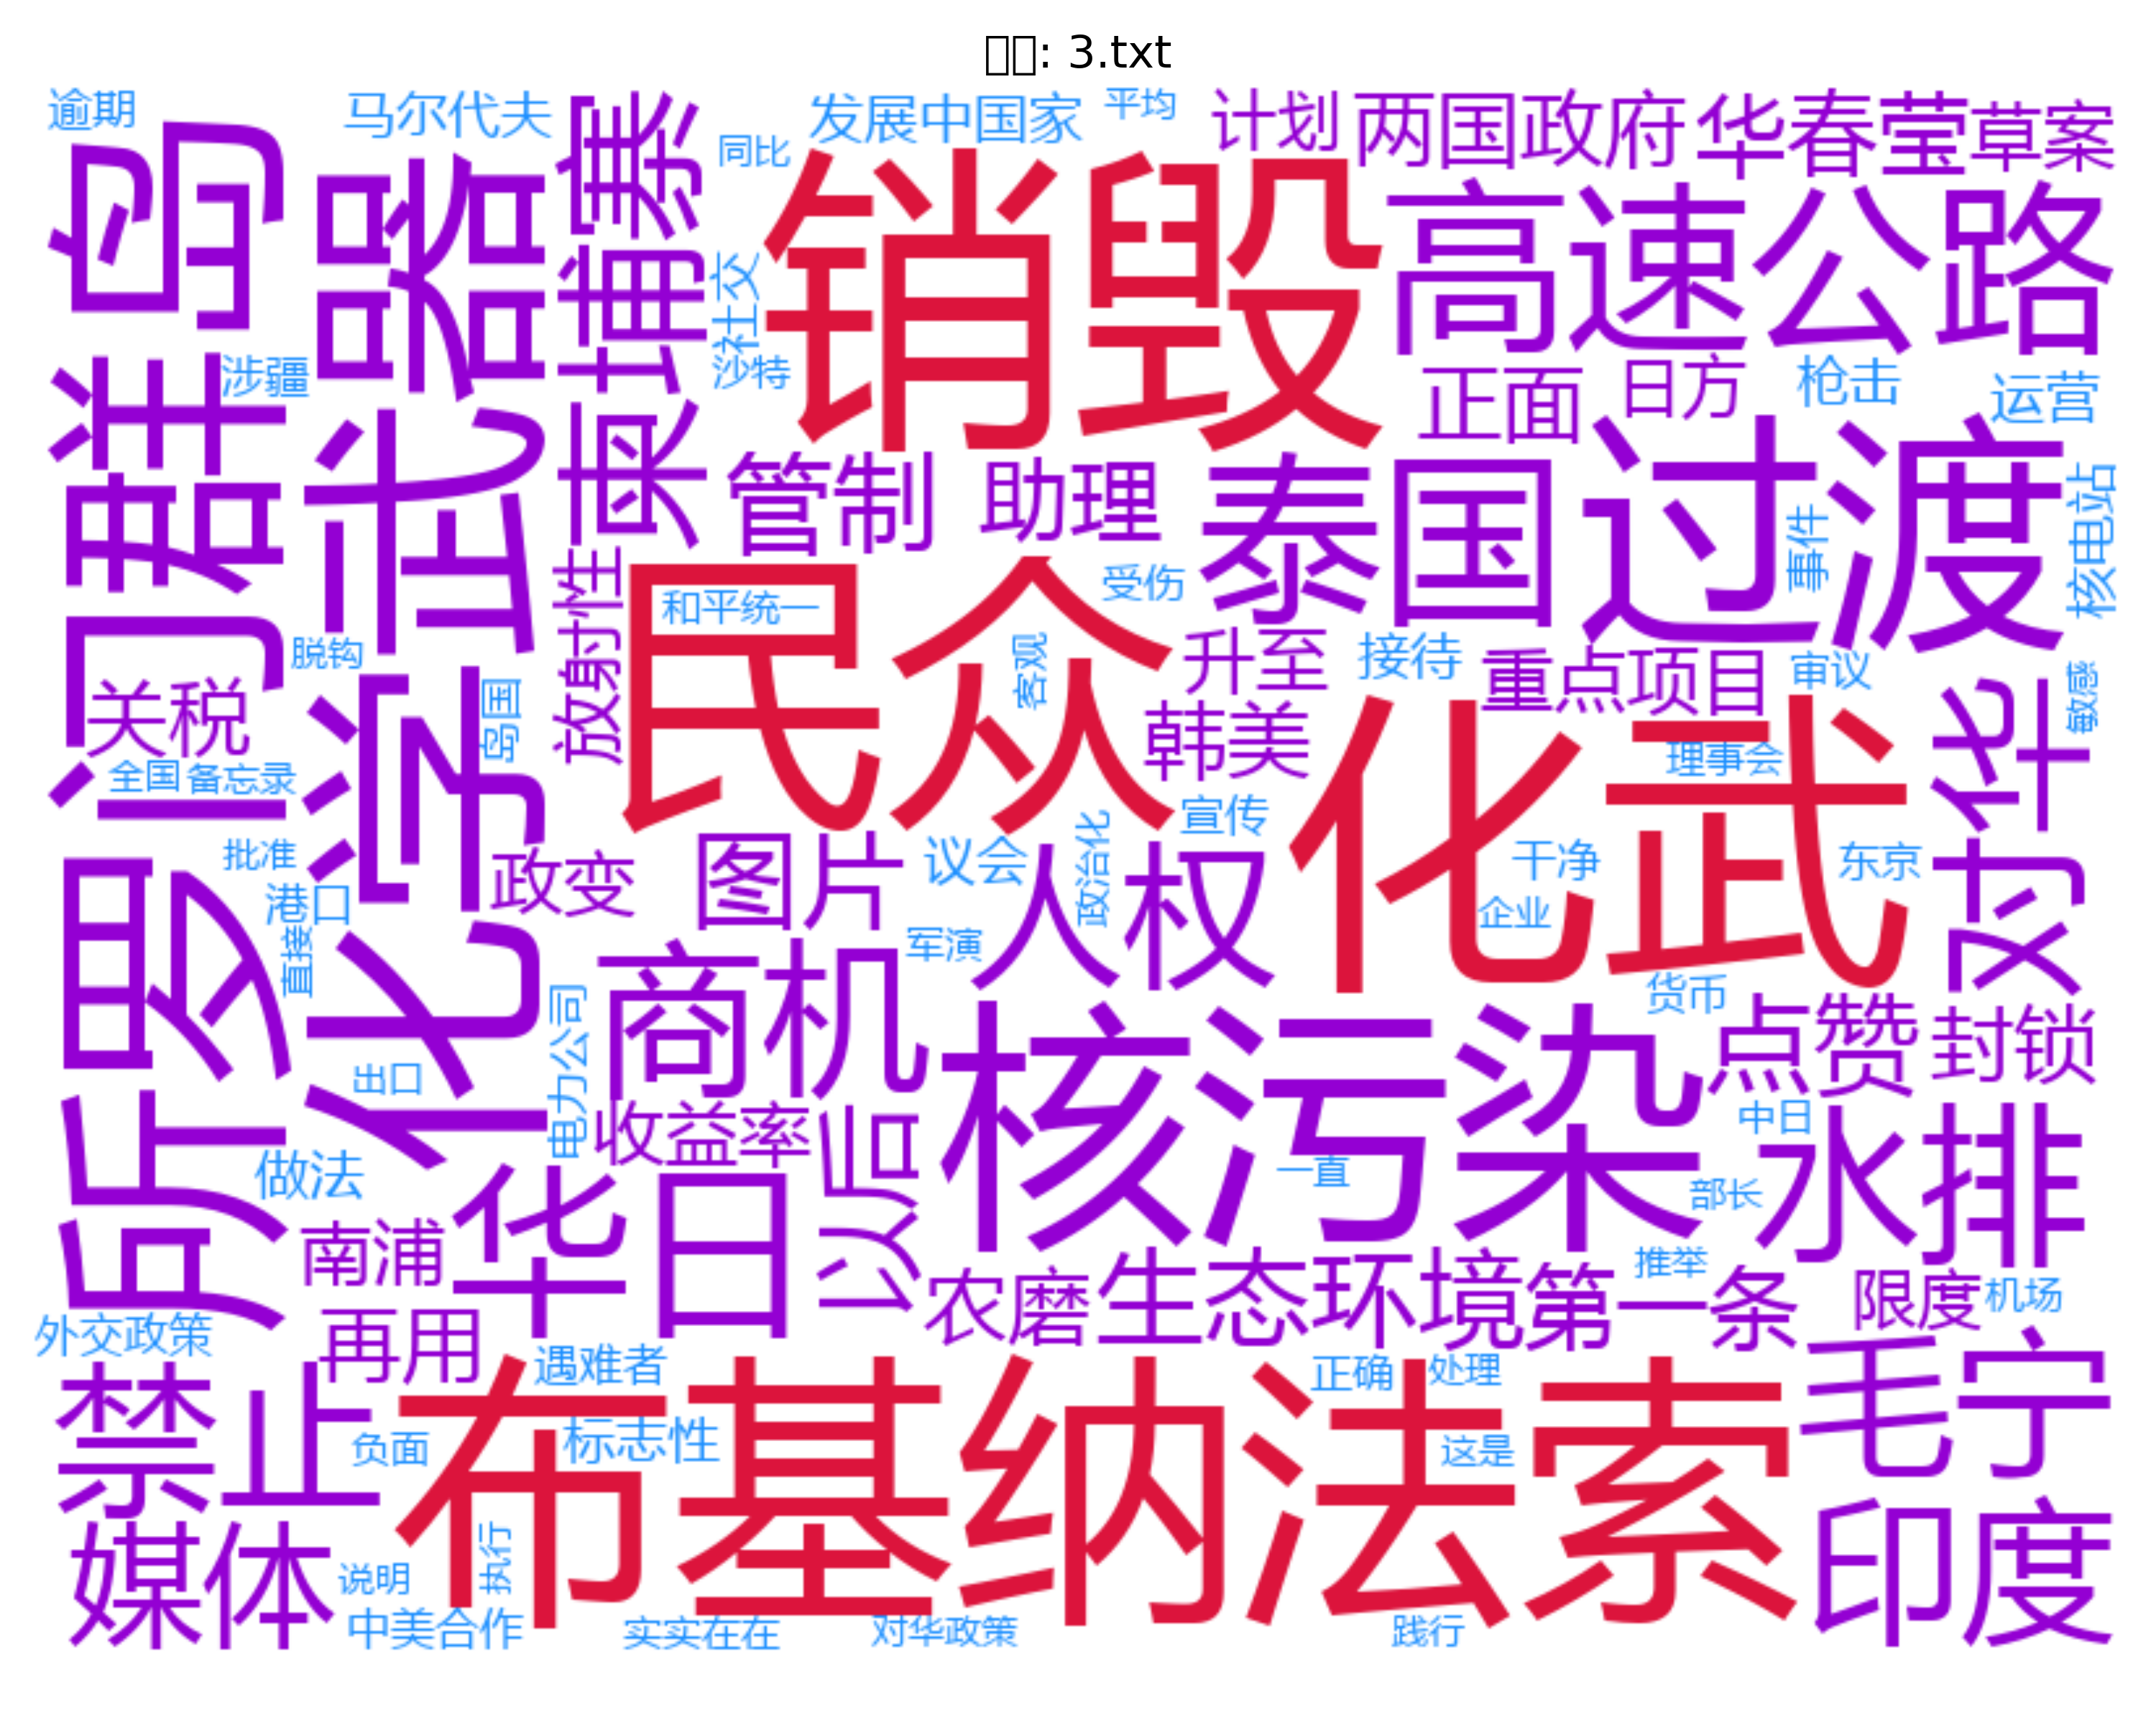 □□: 3.txt
逾期
马尔代夫
柬埔寨
同比
发展中国家
平均
计划
两国政府
华春莹
草案
所罗门群岛
化学武器
销毁
高速公路
社交
沙特
涉疆
正面
日方
枪击
运营
管制
助理
泰国
过渡
事件
核电站
放射性
民众
和平统一
受伤
客观
脱钩
岛国
关税
升至
接待
重点项目
审议
敏感
韩美
化武
理事会
对华
全国
备忘录
宣传
批准
港口
直接
政变
图片
议会
政治化
人权
干净
企业
东京
军演
商机
货币
核污染
点赞
封锁
出口
电力公司
收益率
中日
水排
一直
部长
做法
南浦
华日
农磨
生态环境
第一条
推举
限度
机场
外交政策
再用
遇难者
正确
处理
毛宁
禁止
负面
布基纳法索
标志性
这是
印度
媒体
说明
执行
中美合作
实实在在
对华政策
践行